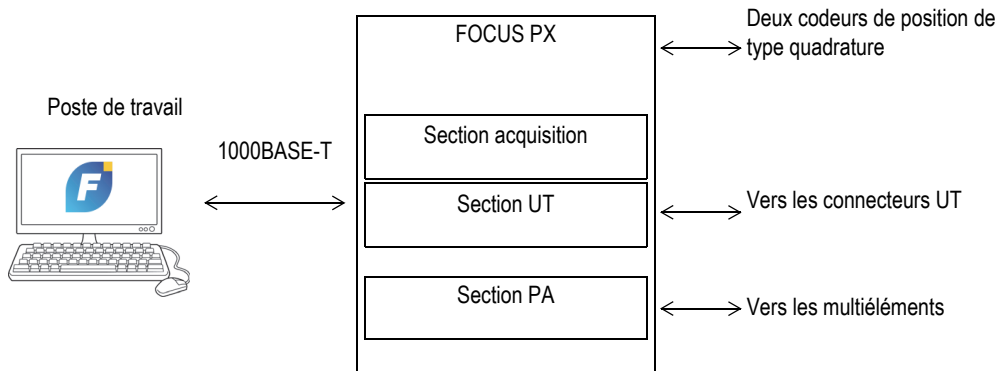 FOCUS PX
Deux codeurs de position de
type quadrature
Poste de travail
1000BASE-T
Section acquisition
Section UT
Vers les connecteurs UT
Section PA
Vers les multiéléments
F